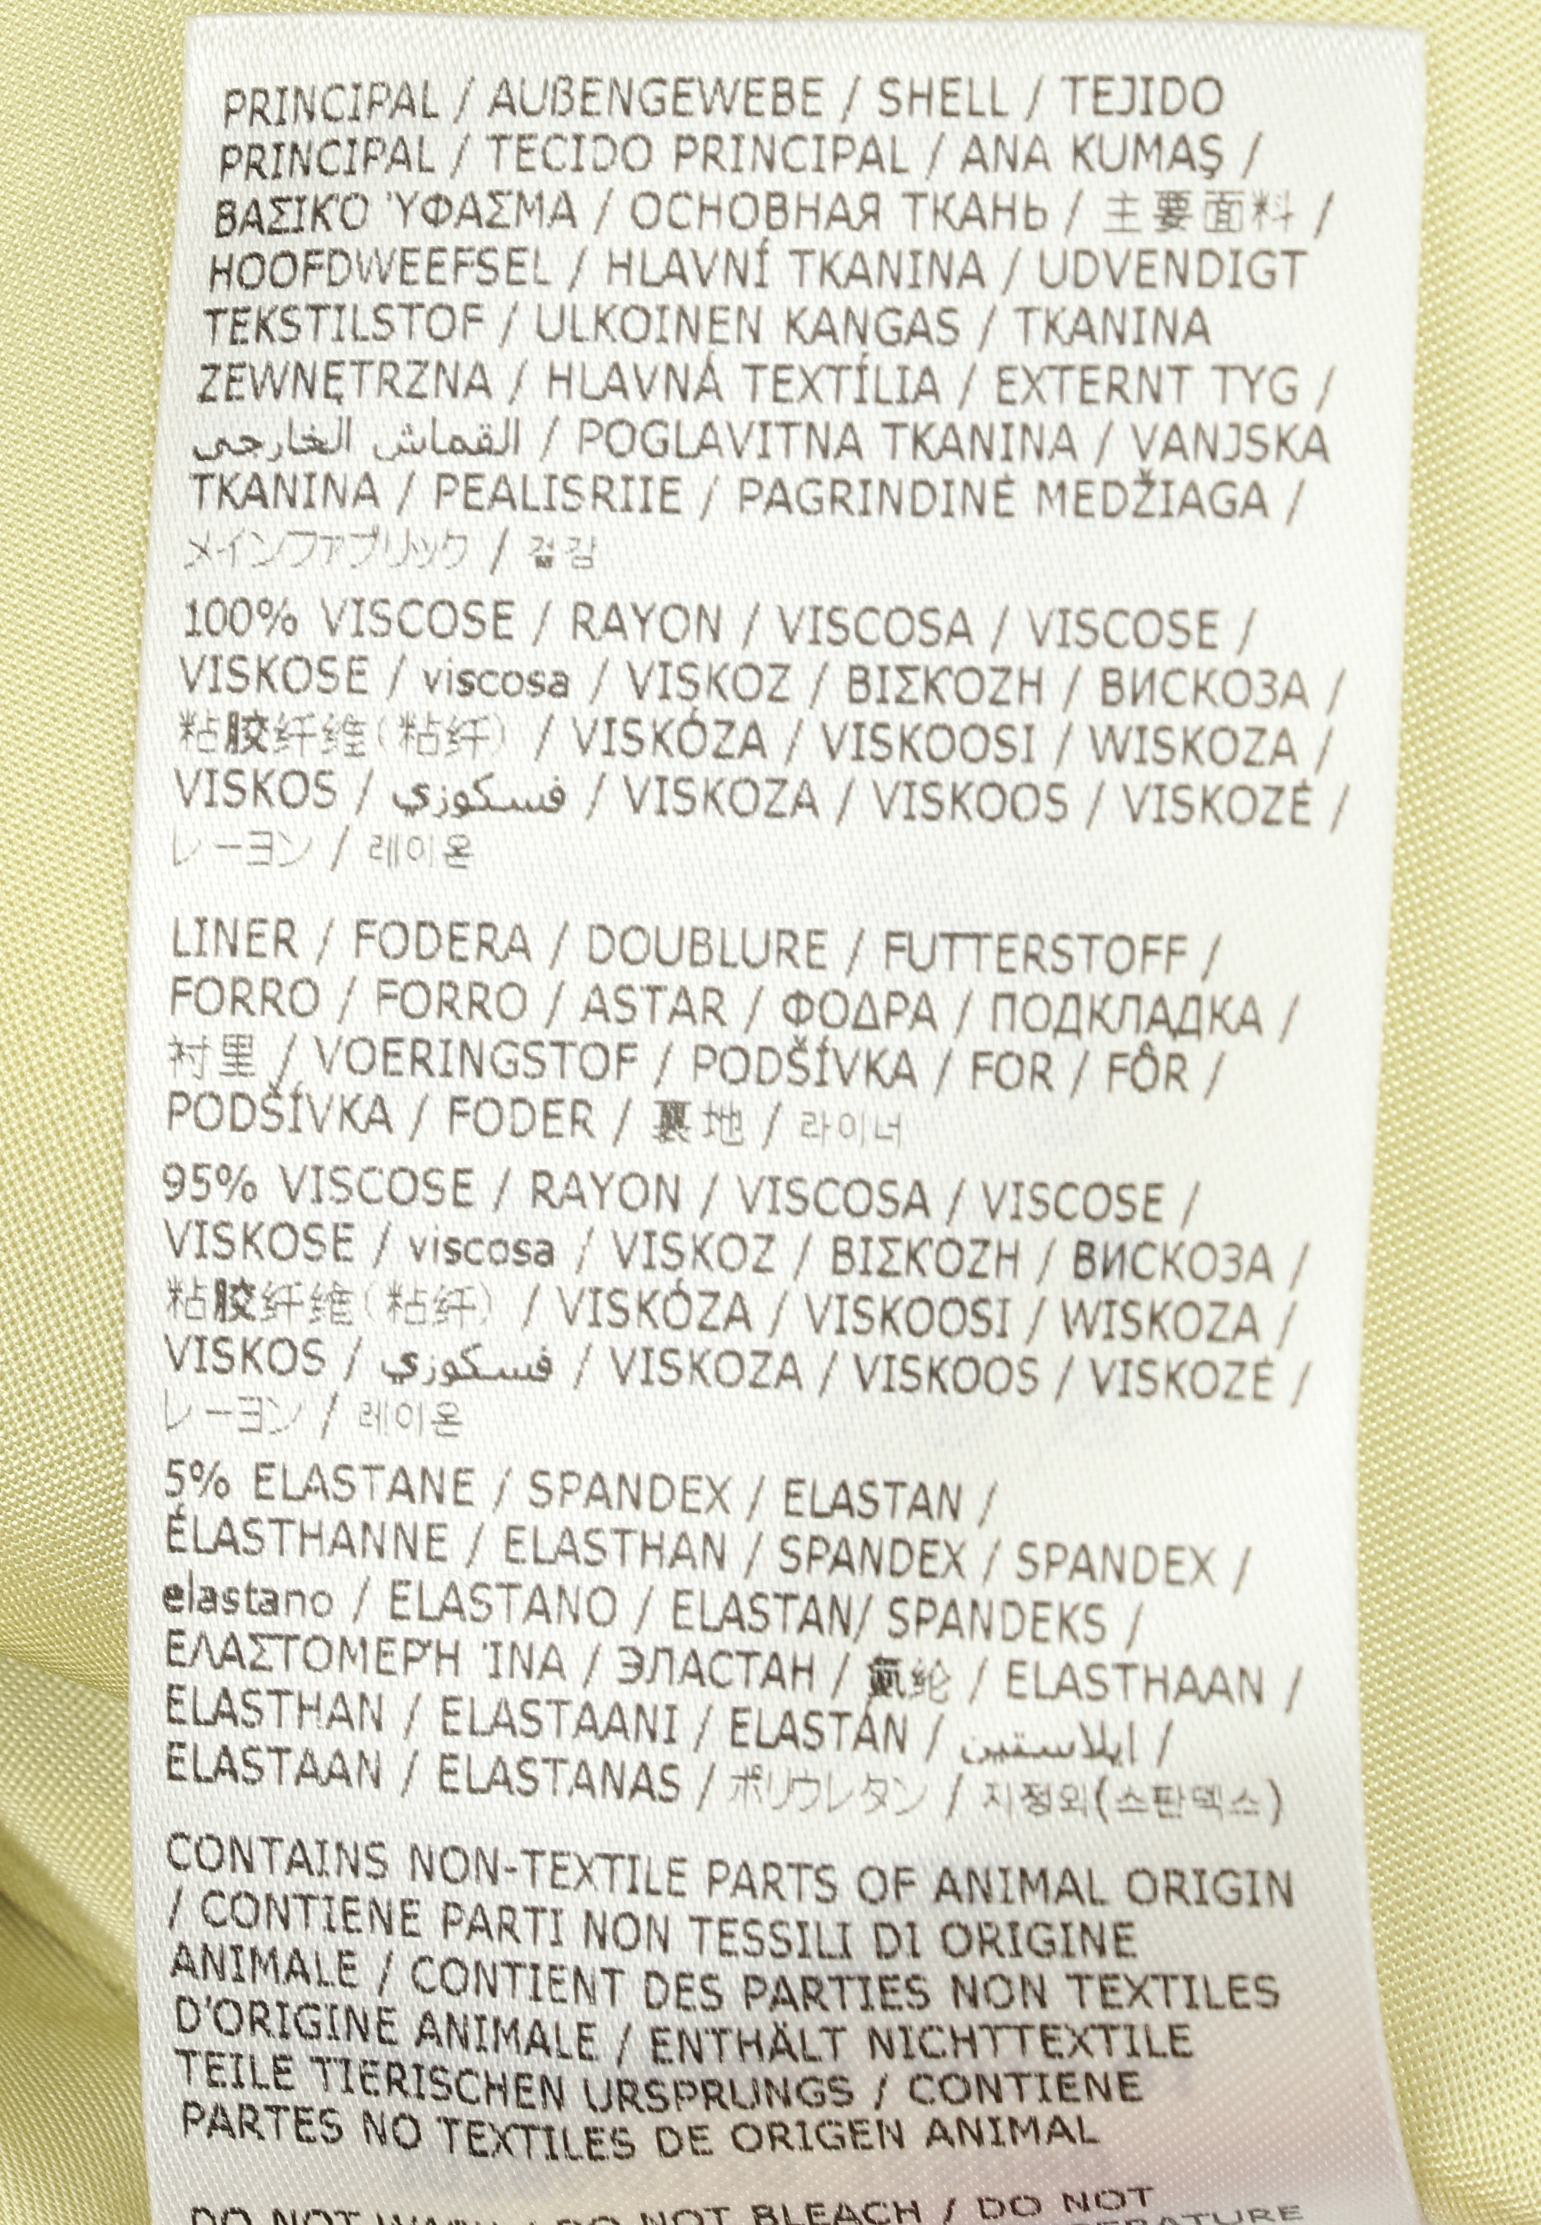 PRINCIPAL / AUßENGEWEBE / SHELL / TEJIDO
PRINCIPAL / TECIDO PRINCIPAL / ANA KUMAŞ /
ΒΑΣΙΚΌ ΎΦΑΣΜΑ / ОСНОВНАЯ ТКАНЬ / 主要面料 /
HOOFDWEEFSEL / HLAVNÍ TKANINA / UDVENDIGT
TEKSTILSTOF / ULKOINEN KANGAS / TKANINA
ZEWNĘTRZNA / HLAVNÁ TEXTÍLIA / EXTERNT TYG /
القماش الخارجي / POGLAVITNA TKANINA / VANJSKA
TKANINA / PEALISRIIE / PAGRINDINĖ MEDŽIAGA /
メインファブリック / 겉감
100% VISCOSE / RAYON / VISCOSA / VISCOSE /
VISKOSE / viscosa / VISKOZ / ΒΙΣΚΌΖΗ / ВИСКОЗА /
粘胶纤维(粘纤) / VISKÓZA / VISKOOSI / WISKOZA /
VISKOS / فسكوزي / VISKOZA / VISKOOS / VISKOZĖ /
レーヨン / 레이온
LINER / FODERA / DOUBLURE / FUTTERSTOFF /
FORRO / FORRO / ASTAR / ΦΟΔΡΑ / ПОДКЛАДКА /
衬里 / VOERINGSTOF / PODŠÍVKA / FOR / FÔR /
PODŠÍVKA / FODER / 裏地 / 라이너
95% VISCOSE / RAYON / VISCOSA / VISCOSE /
VISKOSE / viscosa / VISKOZ / ΒΙΣΚΌΖΗ / ВИСКОЗА /
粘胶纤维(粘纤) / VISKÓZA / VISKOOSI / WISKOZA /
VISKOS / فسكوزي / VISKOZA / VISKOOS / VISKOZĖ /
レーヨン / 레이온
5% ELASTANE / SPANDEX / ELASTAN /
ÉLASTHANNE / ELASTHAN / SPANDEX / SPANDEX /
elastano / ELASTANO / ELASTAN/ SPANDEKS /
ΕΛΑΣΤΟΜΕΡΉ ΊΝΑ / ЭЛАСТАН / 氨纶 / ELASTHAAN /
ELASTHAN / ELASTAANI / ELASTÁN / ايلاستين /
ELASTAAN / ELASTANAS / ポリウレタン / 지정외(스판덱스)
CONTAINS NON-TEXTILE PARTS OF ANIMAL ORIGIN
/ CONTIENE PARTI NON TESSILI DI ORIGINE
ANIMALE / CONTIENT DES PARTIES NON TEXTILES
D'ORIGINE ANIMALE / ENTHÄLT NICHTTEXTILE
TEILE TIERISCHEN URSPRUNGS / CONTIENE
PARTES NO TEXTILES DE ORIGEN ANIMAL
DO NOT WASH / DO NOT BLEACH / DO NOT